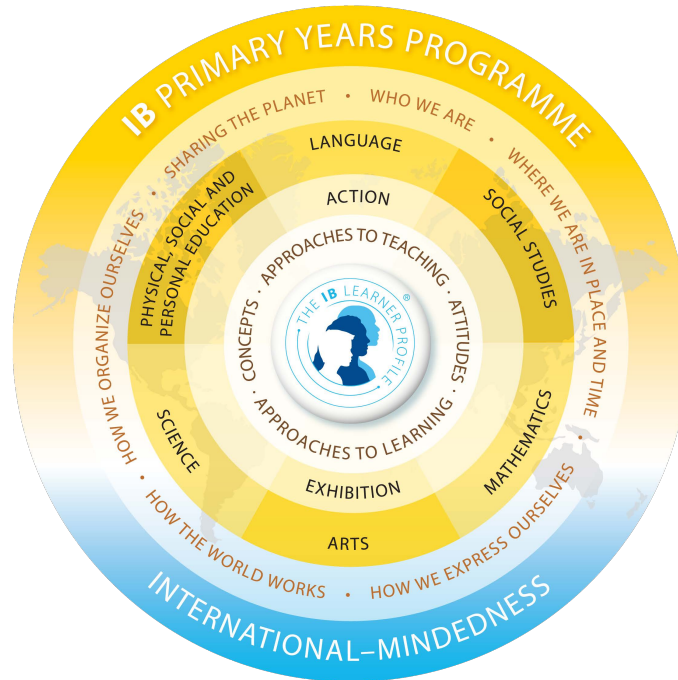 IB PRIMARY YEARS PROGRAMME
SHARING THE PLANET • WHO WE ARE • WHERE WE ARE IN PLACE AND TIME • HOW WE EXPRESS OURSELVES • HOW THE WORLD WORKS • HOW WE ORGANIZE OURSELVES •
LANGUAGE
SOCIAL STUDIES
MATHEMATICS
ARTS
SCIENCE
PHYSICAL, SOCIAL AND
PERSONAL EDUCATION
ACTION
EXHIBITION
APPROACHES TO TEACHING · ATTITUDES · APPROACHES TO LEARNING · CONCEPTS ·
• THE IB LEARNER PROFILE •
®
INTERNATIONAL–MINDEDNESS